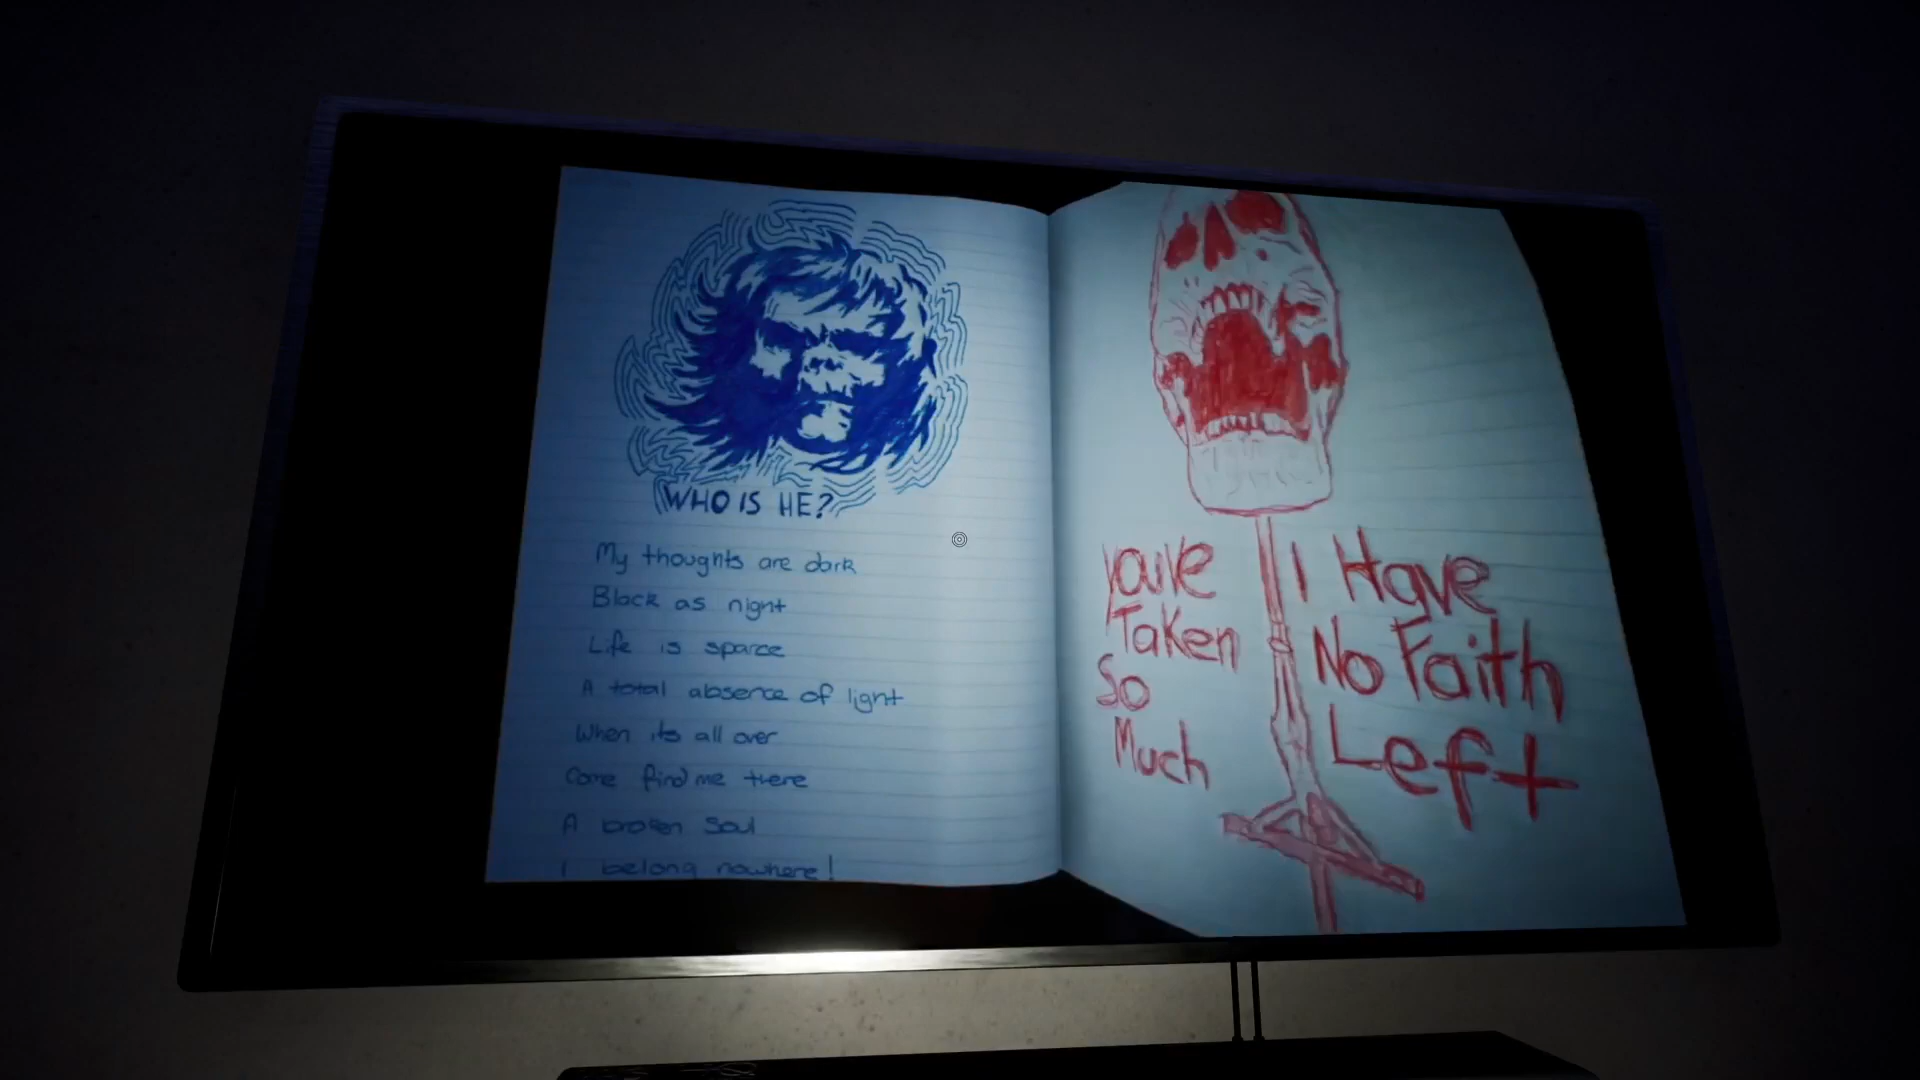 WHO IS HE?
My thoughts are dark
Black as night
Life is sparce
A total absence of light
When its all over
Come find me there
A broken soul
I belong nowhere!
You've
Taken
So
Much
I Have
No Faith
Left